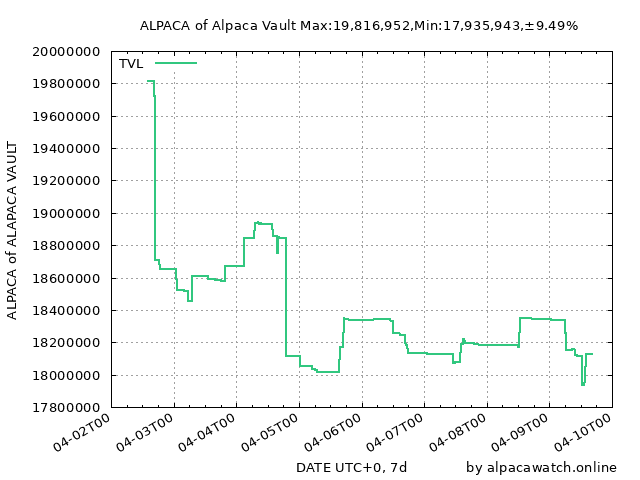 ALPACA of Alpaca Vault Max:19,816,952,Min:17,935,943,±9.49%
20000000
TVL
19800000
19600000
19400000
19200000
19000000
18800000
18600000
18400000
18200000
18000000
17800000
ALPACA of ALAPACA VAULT
04-02T00
04-03T00
04-04T00
04-05T00
04-06T00
04-07T00
04-08T00
04-09T00
04-10T00
DATE UTC+0, 7d
by alpacawatch.online